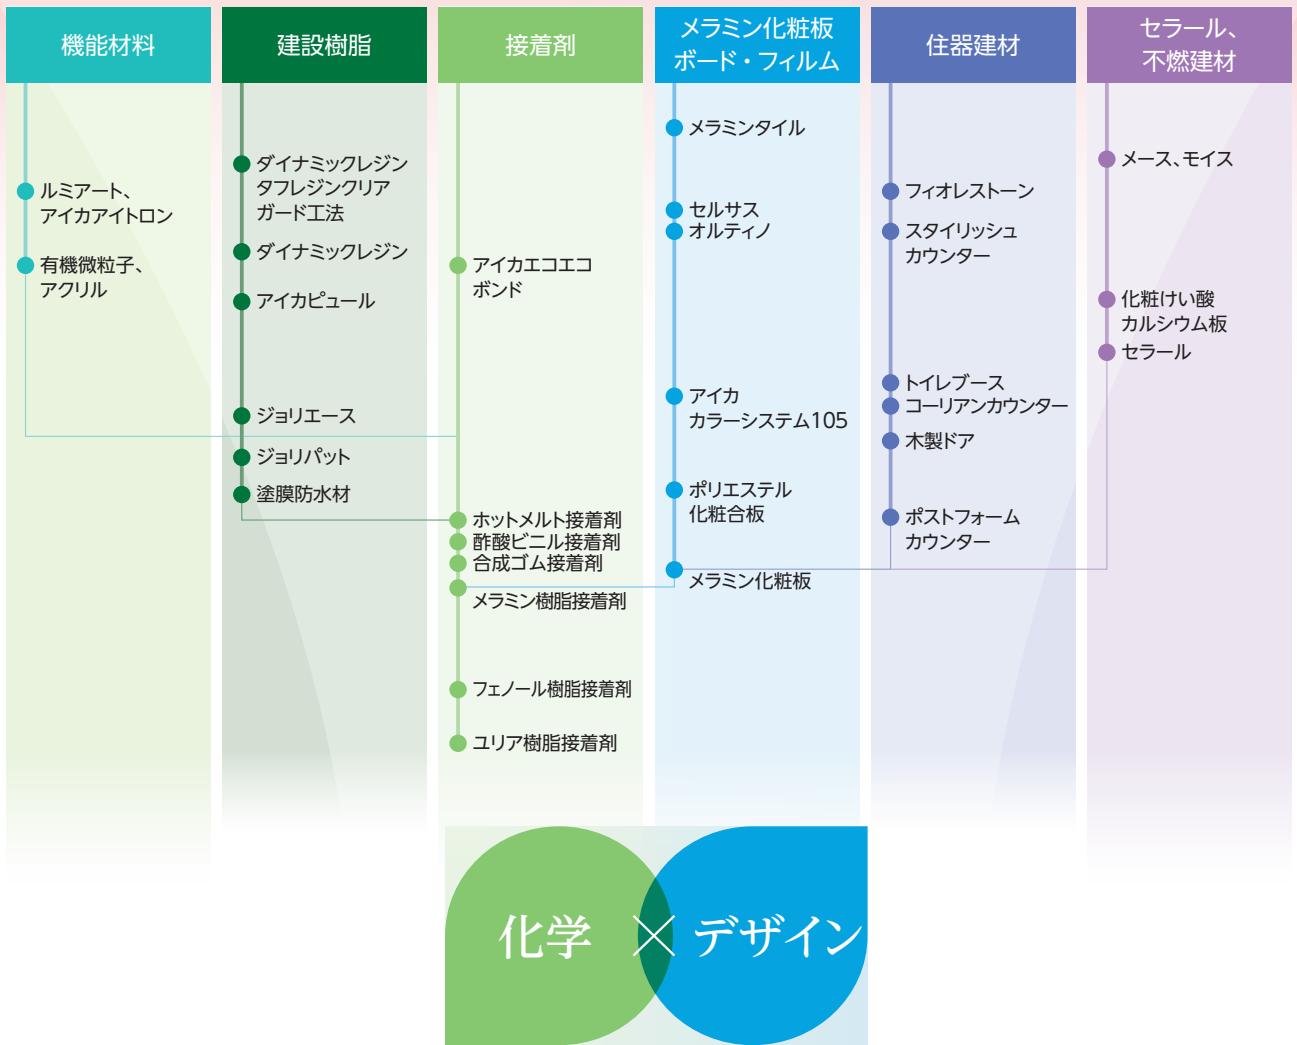 機能材料
ルミアート、
アイカアイトロン
有機微粒子、
アクリル
建設樹脂
ダイナミックレジン
タフレジンクリア
ガード工法
ダイナミックレジン
アイカピュール
ジョリエース
ジョリパット
塗膜防水材
接着剤
アイカエコエコ
ボンド
ホットメルト接着剤
酢酸ビニル接着剤
合成ゴム接着剤
メラミン樹脂接着剤
フェノール樹脂接着剤
ユリア樹脂接着剤
メラミン化粧板
ボード・フィルム
メラミンタイル
セルサス
オルティノ
アイカ
カラーシステム105
ポリエステル
化粧合板
メラミン化粧板
住器建材
フィオレストーン
スタイリッシュ
カウンター
トイレブース
コーリアンカウンター
木製ドア
ポストフォーム
カウンター
セラール、
不燃建材
メース、モイス
化粧けい酸
カルシウム板
セラール
化学×デザイン